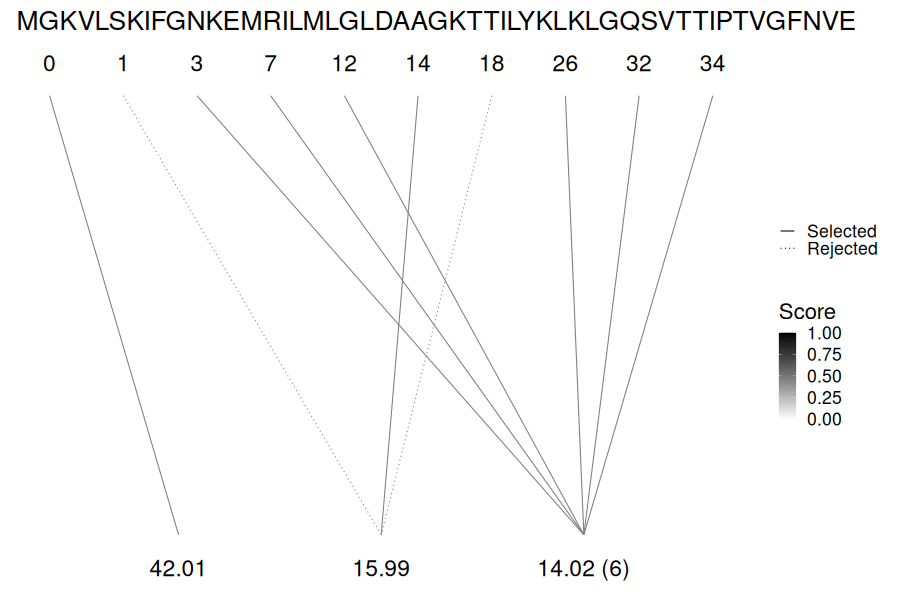 MGKVLSKIFGNKEMRILMLGLDAAGKTTILYKLKLGQSVTTIPTVGFNVE
0 1 3 7 12 14 18 26 32 34
Selected
Rejected
Score
1.00
0.75
0.50
0.25
0.00
42.01 15.99 14.02 (6)